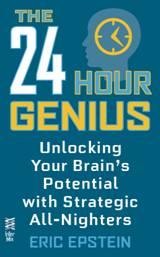 THE
24 HOUR
GENIUS
Unlocking
Your Brain's
Potential
with Strategic
All-Nighters
ERIC EPSTEIN